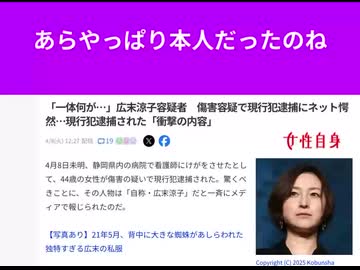 あらやっぱり本人だったのね
「一体何が…」広末涼子容疑者　傷害容疑で現行犯逮捕にネット愕
然…現行犯逮捕された「衝撃の内容」
4/8(火) 12:27 配信 19
女性自身
4月8日未明、静岡県内の病院で看護師にけがをさせたとし
て、44歳の女性が傷害の疑いで現行犯逮捕された。驚くべ
きことに、その人物は「自称・広末涼子」だと一斉にメディ
アで報じられたのだ。
【写真あり】21年5月、背中に大きな蜘蛛があしらわれた
独特すぎる広末の私服
Copyright (C) 2025 Kobunsha